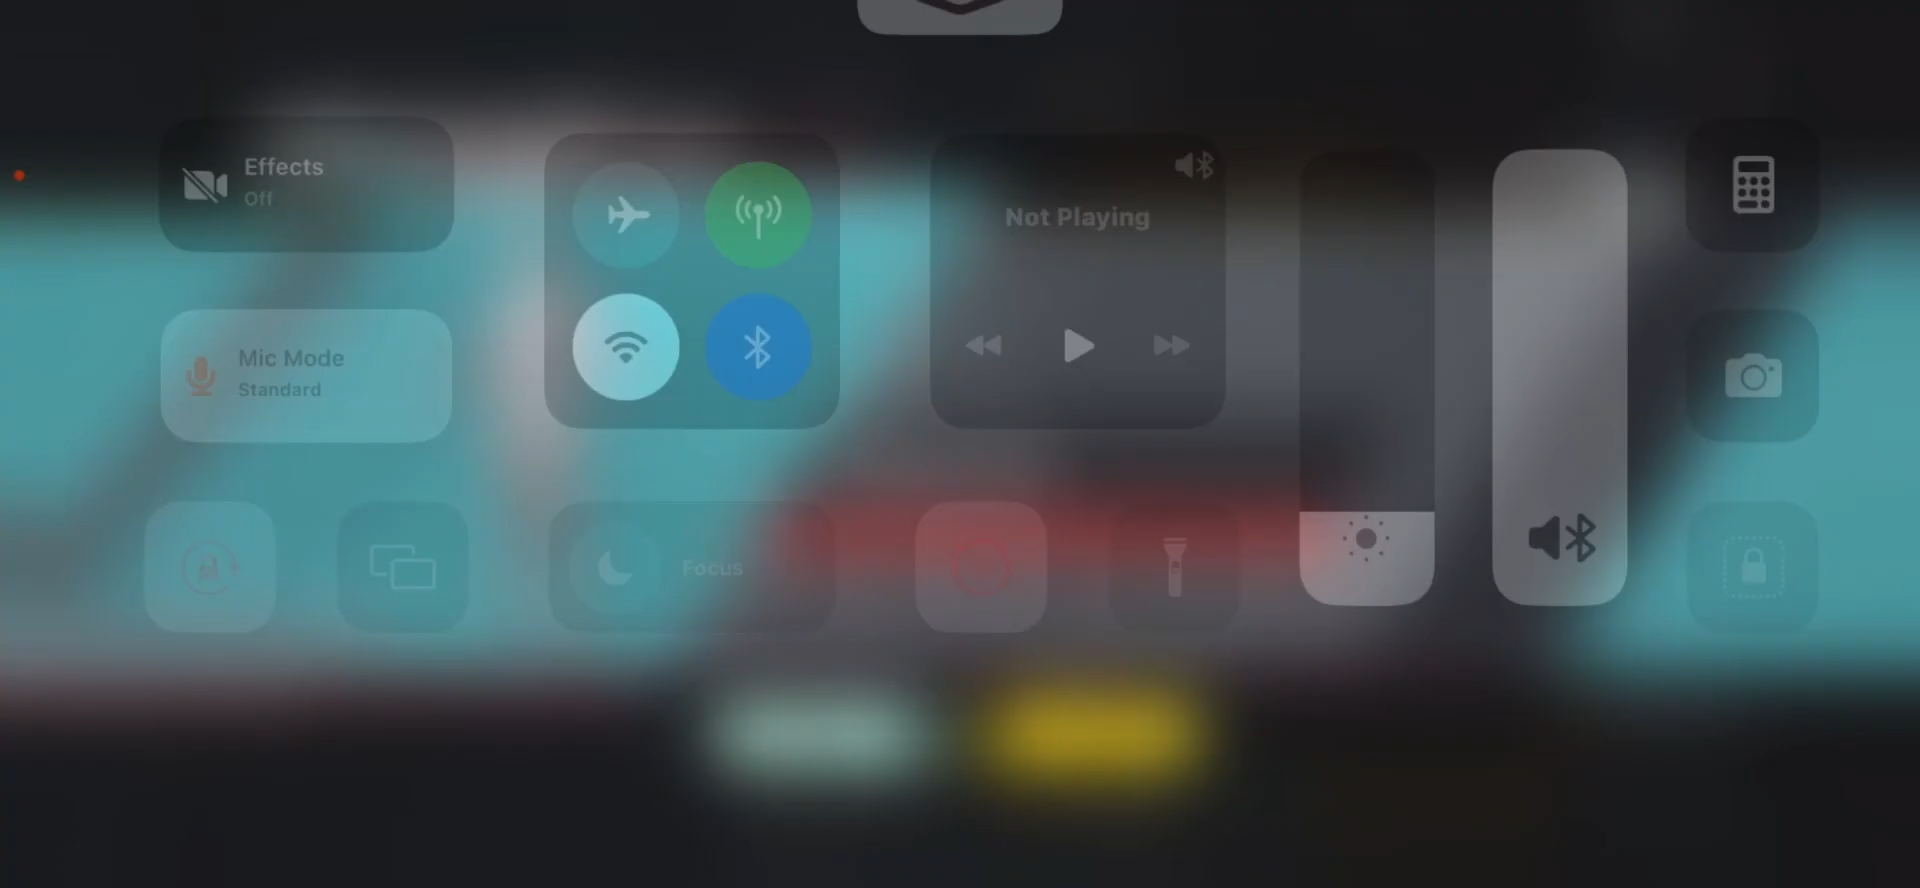 Effects
Off
Not Playing
Mic Mode
Standard
Focus